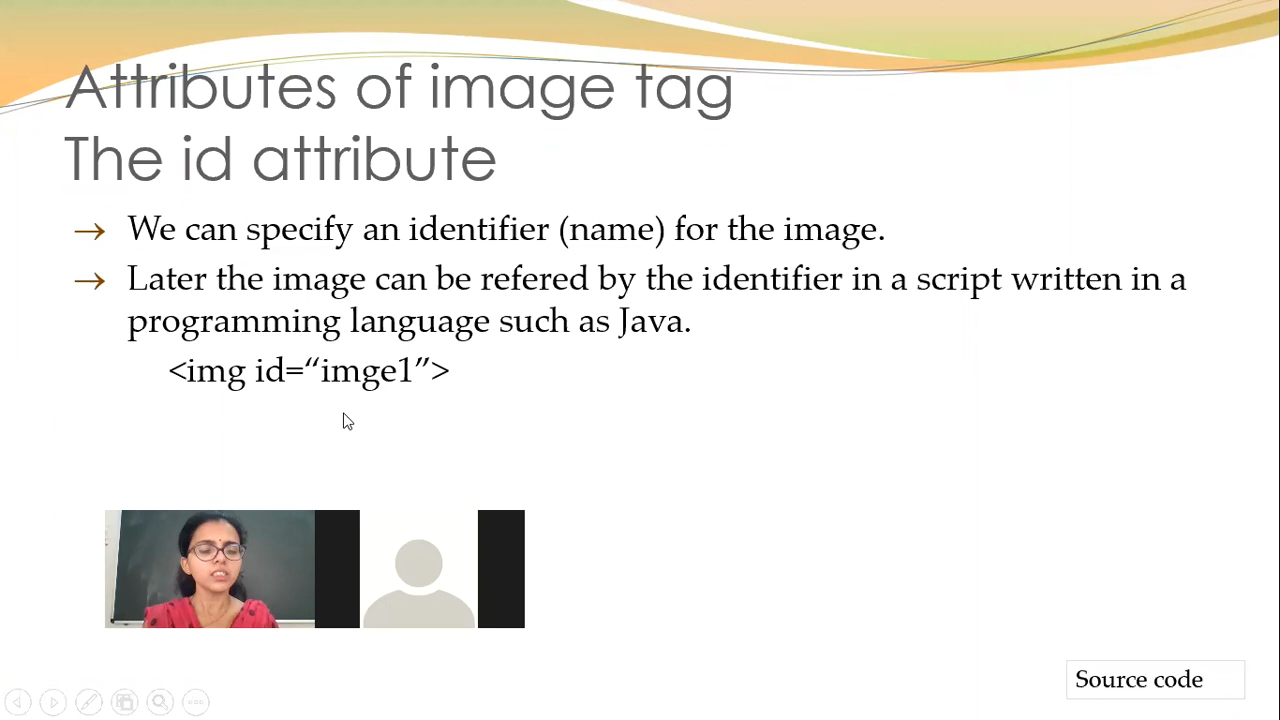 Attributes of image tag
The id attribute
→ We can specify an identifier (name) for the image.
→ Later the image can be refered by the identifier in a script written in a
programming language such as Java.
<img id=“imge1”>
Source code